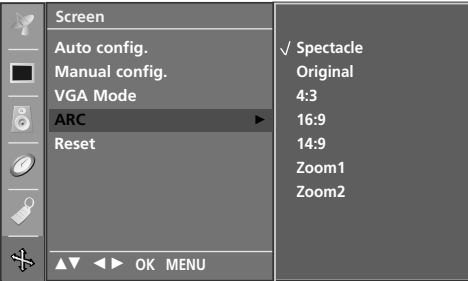 Screen
Auto config.
Manual config.
VGA Mode
ARC ►
Reset
▲▼ ◄ ► OK MENU
√ Spectacle
Original
4:3
16:9
14:9
Zoom1
Zoom2